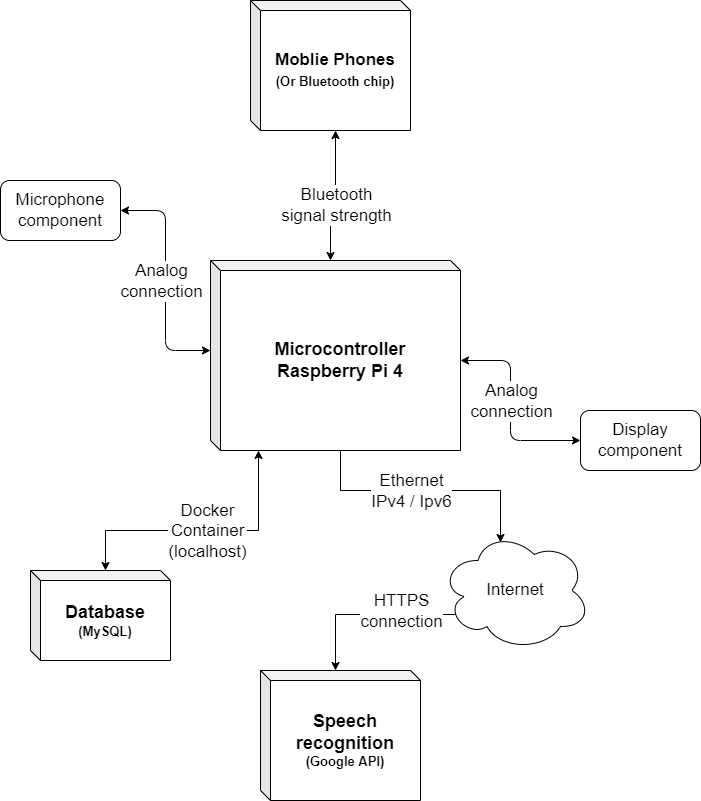 Moblie Phones
(Or Bluetooth chip)
Bluetooth
signal strength
Microphone
component
Analog
connection
Microcontroller
Raspberry Pi 4
Analog
connection
Display
component
Ethernet
IPv4 / Ipv6
Docker
Container
(localhost)
Internet
Database
(MySQL)
HTTPS
connection
Speech
recognition
(Google API)